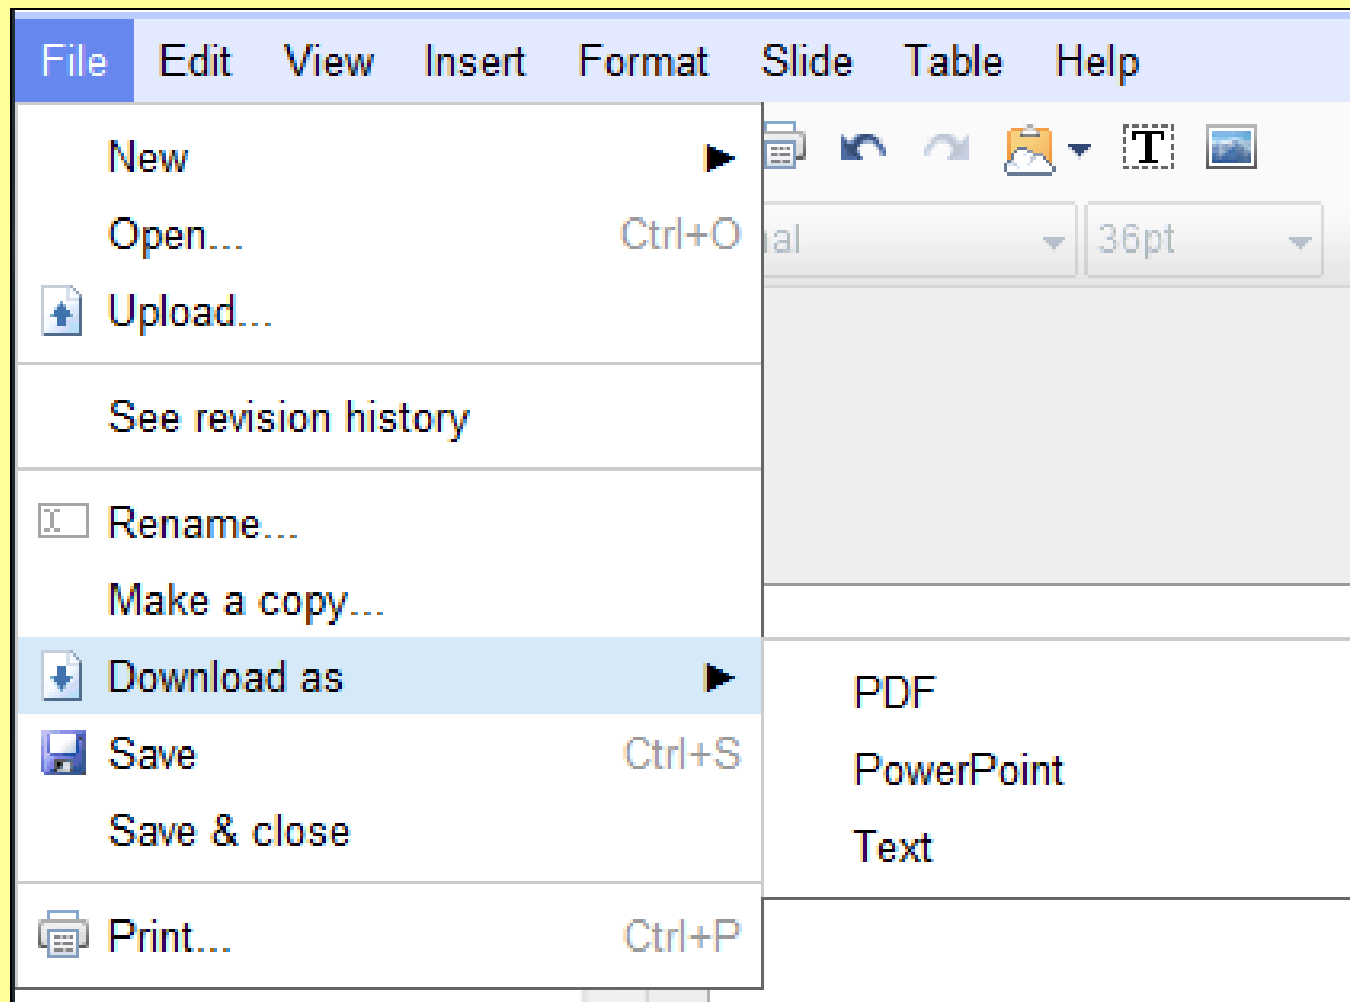 File Edit View Insert Format Slide Table Help
New
Open... Ctrl+O
Upload...
See revision history
Rename...
Make a copy...
Download as
Save Ctrl+S
Save & close
Print... Ctrl+P
36pt
PDF
PowerPoint
Text